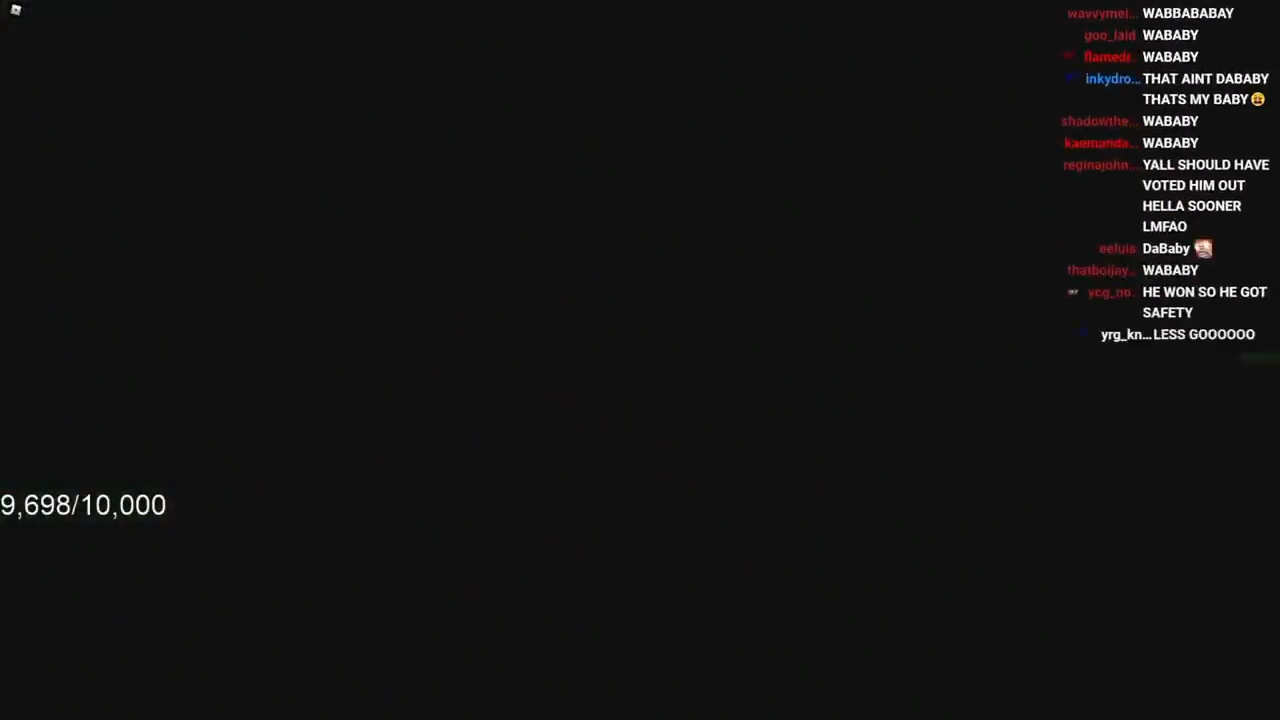 wavvymei... WABBABABAY
goo_laid WABABY
flamedr. WABABY
inkydro... THAT AINT DABABY
THATS MY BABY😩
shadowthe... WABABY
kaemanda... WABABY
reginajohn... YALL SHOULD HAVE
VOTED HIM OUT
HELLA SOONER
LMFAO
eeluis DaBaby
thatboijay.. WABABY
ycg_no. HE WON SO HE GOT
SAFETY
yrg_kn... LESS GOOOOOO
9,698/10,000